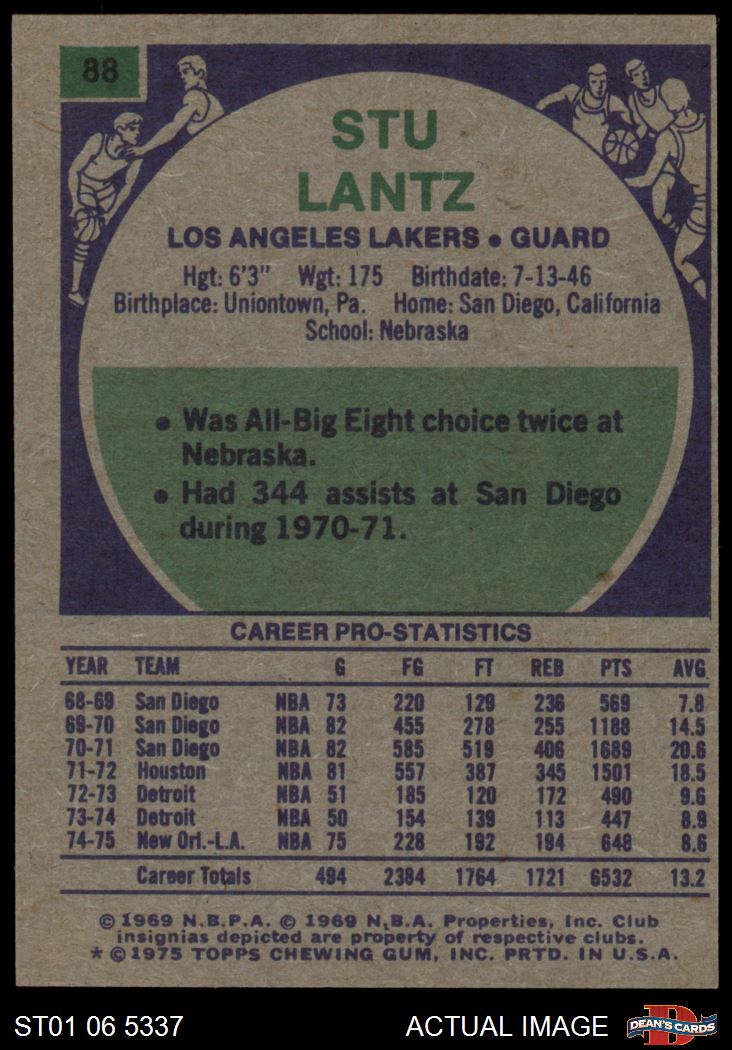 88
STU
LANTZ
LOS ANGELES LAKERS • GUARD
Hgt: 6'3" Wgt: 175 Birthdate: 7-13-46
Birthplace: Uniontown, Pa. Home: San Diego, California
School: Nebraska
• Was All-Big Eight choice twice at
Nebraska.
• Had 344 assists at San Diego
during 1970-71.
CAREER PRO-STATISTICS
YEAR TEAM G FG FT REB PTS AVG.
68-69 San Diego NBA 73 220 129 236 569 7.8
69-70 San Diego NBA 82 455 278 255 1188 14.5
70-71 San Diego NBA 82 585 519 406 1689 20.6
71-72 Houston NBA 81 557 387 345 1501 18.5
72-73 Detroit NBA 51 185 120 172 490 9.6
73-74 Detroit NBA 50 154 139 113 447 8.9
74-75 New Orl.-L.A. NBA 75 228 192 194 648 8.6
Career Totals 494 2384 1764 1721 6532 13.2
© 1969 N.B.P.A. © 1969 N.B.A. Properties, Inc. Club
insignias depicted are property of respective clubs.
* © 1975 TOPPS CHEWING GUM, INC. PRTD. IN U.S.A.
ST01 06 5337 ACTUAL IMAGE D DEAN'S CARDS